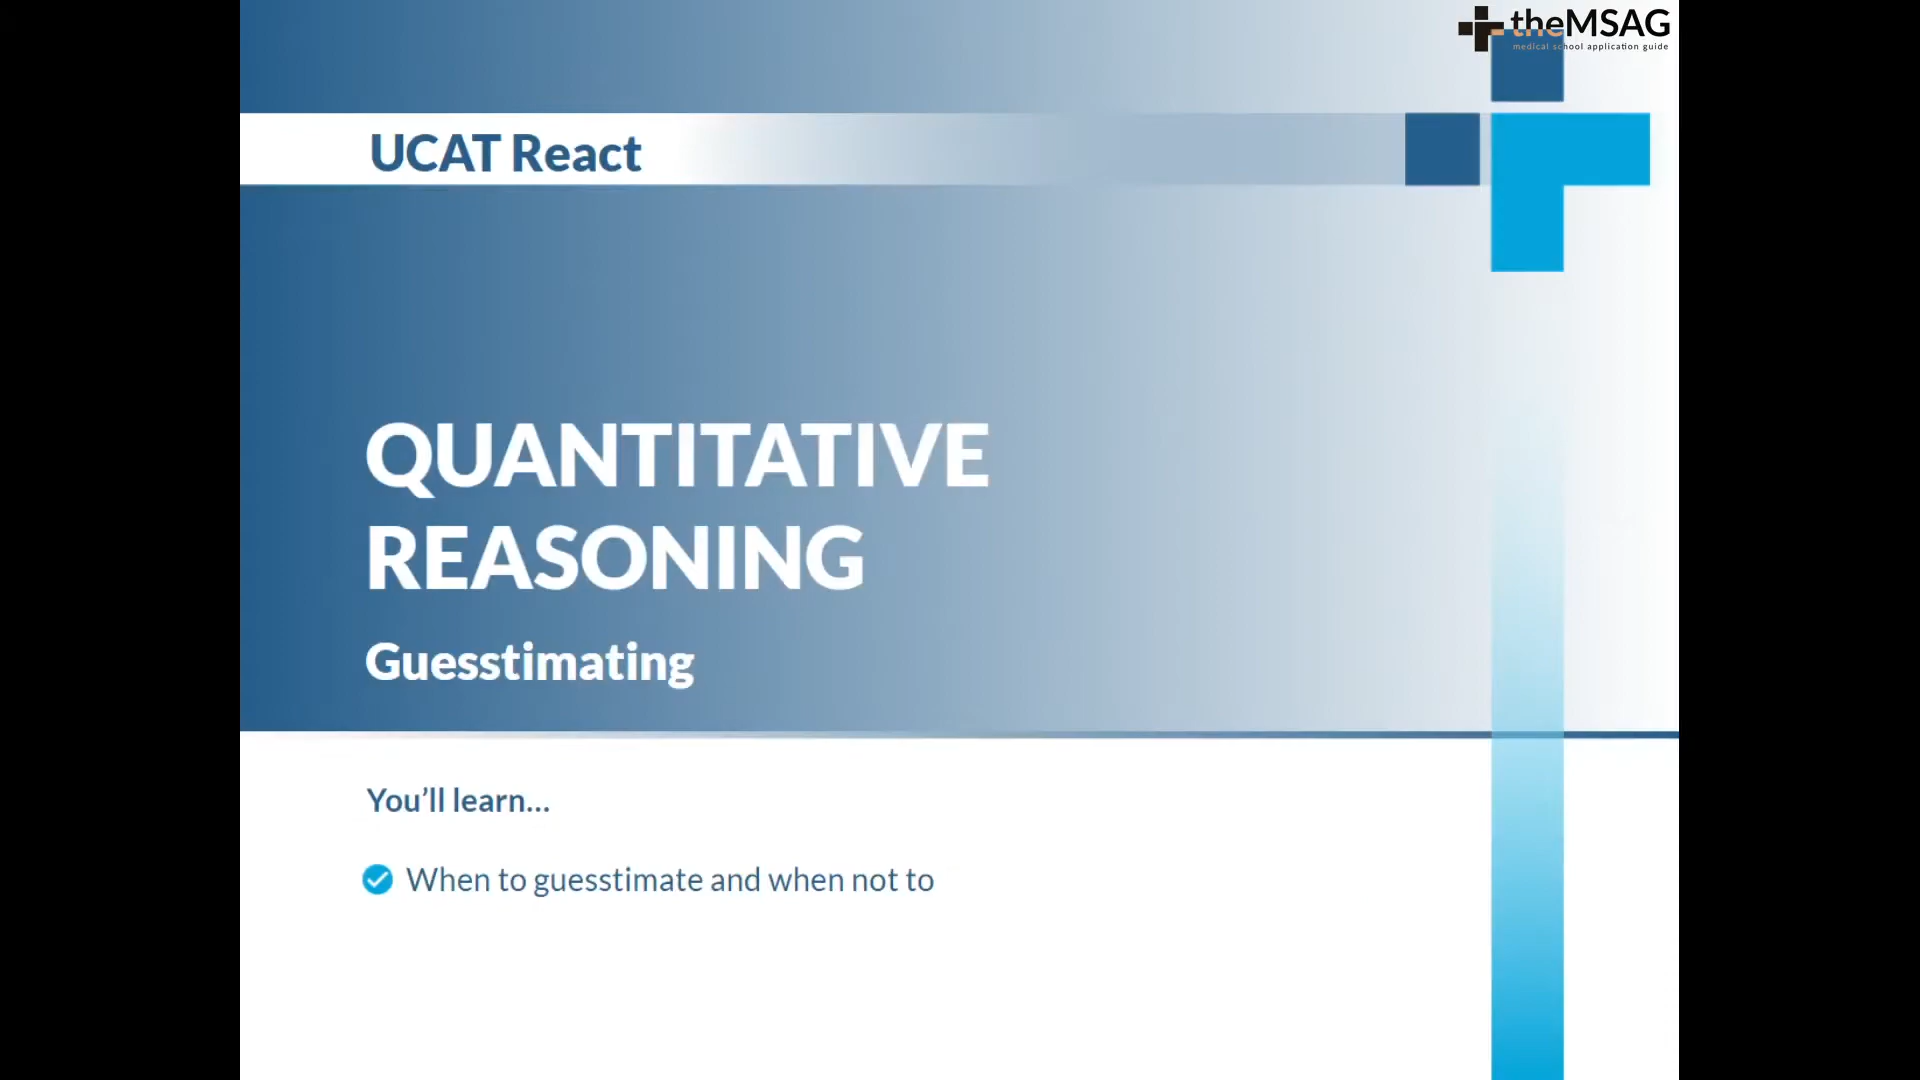 theMSAG
medical school application guide
UCAT React
QUANTITATIVE
REASONING
Guesstimating
You’ll learn...
When to guesstimate and when not to